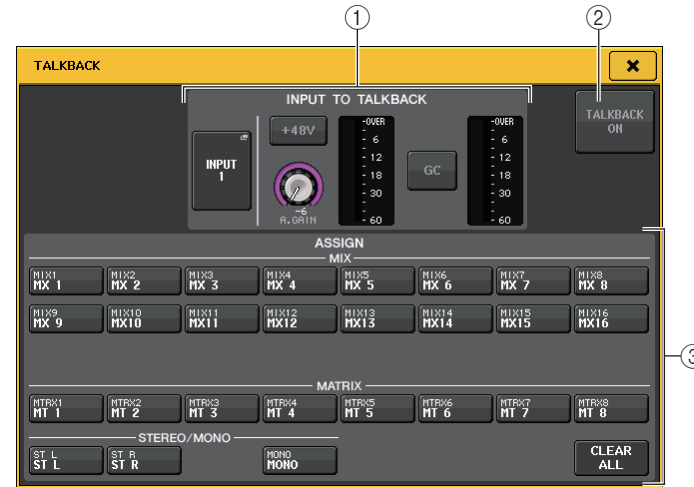 1 2
TALKBACK ×
INPUT TO TALKBACK
TALKBACK ON
INPUT 1
+48V
-6
A.GAIN
-OVER
- 6
- 12
- 18
- 30
- 60
GC
-OVER
- 6
- 12
- 18
- 30
- 60
3
ASSIGN
MIX
MIX1 MIX2 MIX3 MIX4 MIX5 MIX6 MIX7 MIX8
MX 1 MX 2 MX 3 MX 4 MX 5 MX 6 MX 7 MX 8
MIX9 MIX10 MIX11 MIX12 MIX13 MIX14 MIX15 MIX16
MX 9 MX10 MX11 MX12 MX13 MX14 MX15 MX16
MATRIX
MTRX1 MTRX2 MTRX3 MTRX4 MTRX5 MTRX6 MTRX7 MTRX8
MT 1 MT 2 MT 3 MT 4 MT 5 MT 6 MT 7 MT 8
STEREO/MONO
ST L ST R MONO
ST L ST R MONO
CLEAR ALL